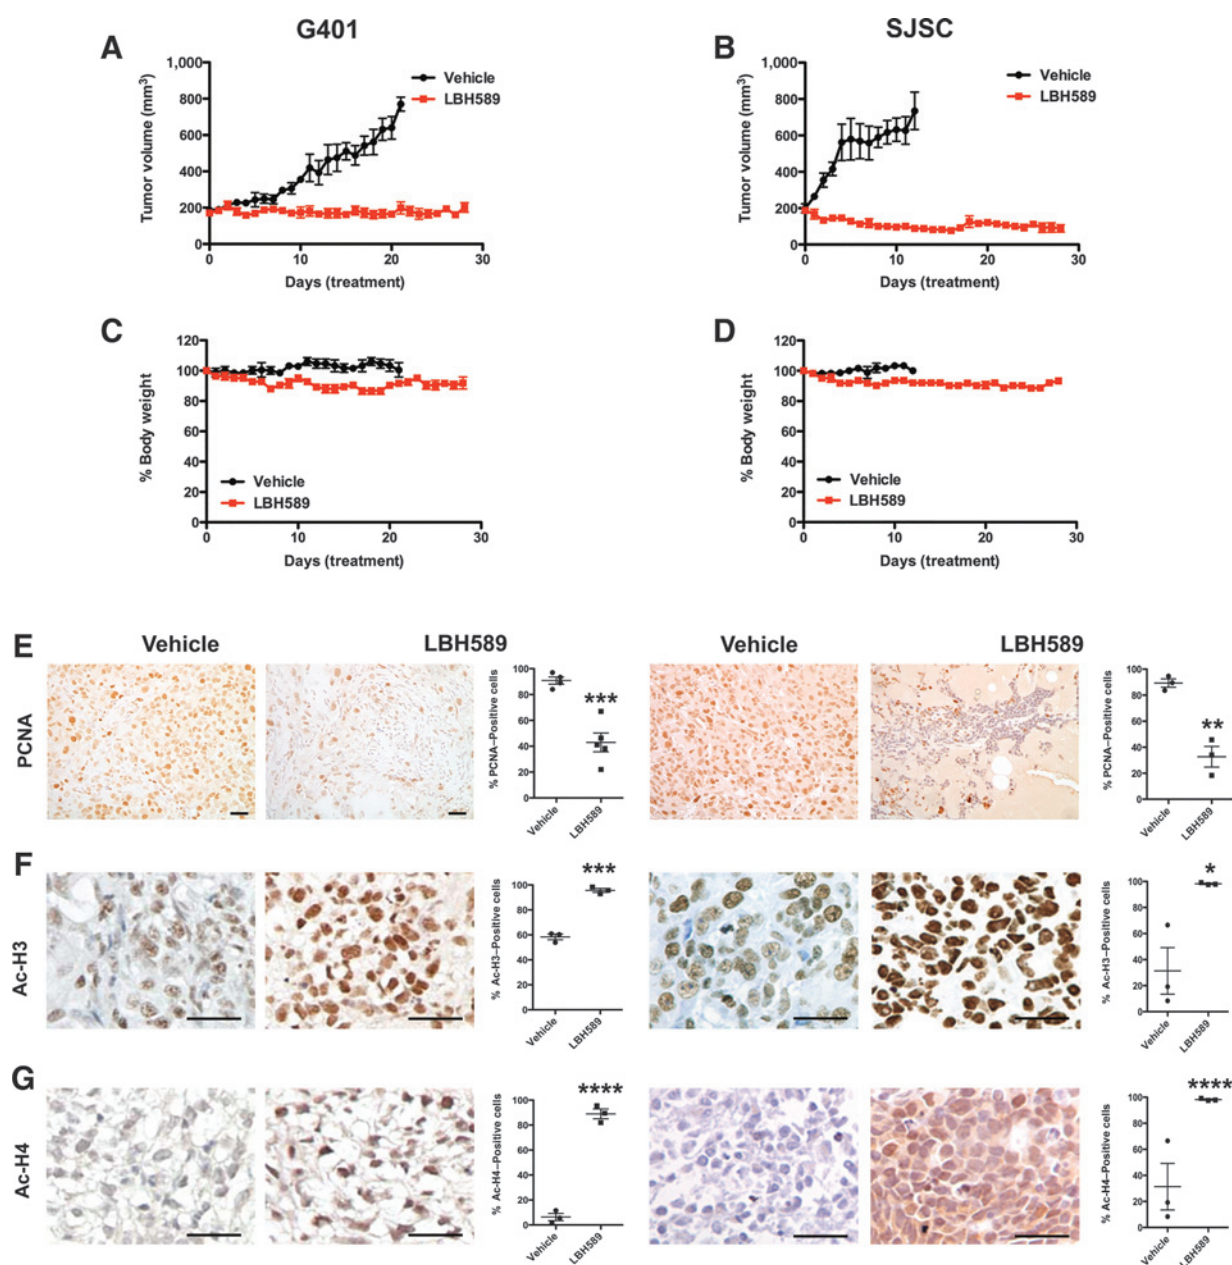 G401
SJSC
A
1,000
800
600
400
200
0
Tumor volume (mm³)
Vehicle
LBH589
0 10 20 30
Days (treatment)
B
1,000
800
600
400
200
0
Tumor volume (mm³)
Vehicle
LBH589
0 10 20 30
Days (treatment)
C
120
100
80
60
40
20
0
% Body weight
Vehicle
LBH589
0 10 20 30
Days (treatment)
D
120
100
80
60
40
20
0
% Body weight
Vehicle
LBH589
0 10 20 30
Days (treatment)
E
Vehicle
LBH589
Vehicle
LBH589
PCNA
% PCNA–Positive cells
100
80
60
40
20
0
***
Vehicle
LBH589
% PCNA–Positive cells
100
80
60
40
20
0
**
Vehicle
LBH589
F
Ac-H3
% Ac-H3–Positive cells
100
80
60
40
20
0
***
Vehicle
LBH589
% Ac-H3–Positive cells
100
80
60
40
20
0
*
Vehicle
LBH589
G
Ac-H4
% Ac-H4–Positive cells
100
80
60
40
20
0
****
Vehicle
LBH589
% Ac-H4–Positive cells
100
80
60
40
20
0
****
Vehicle
LBH589